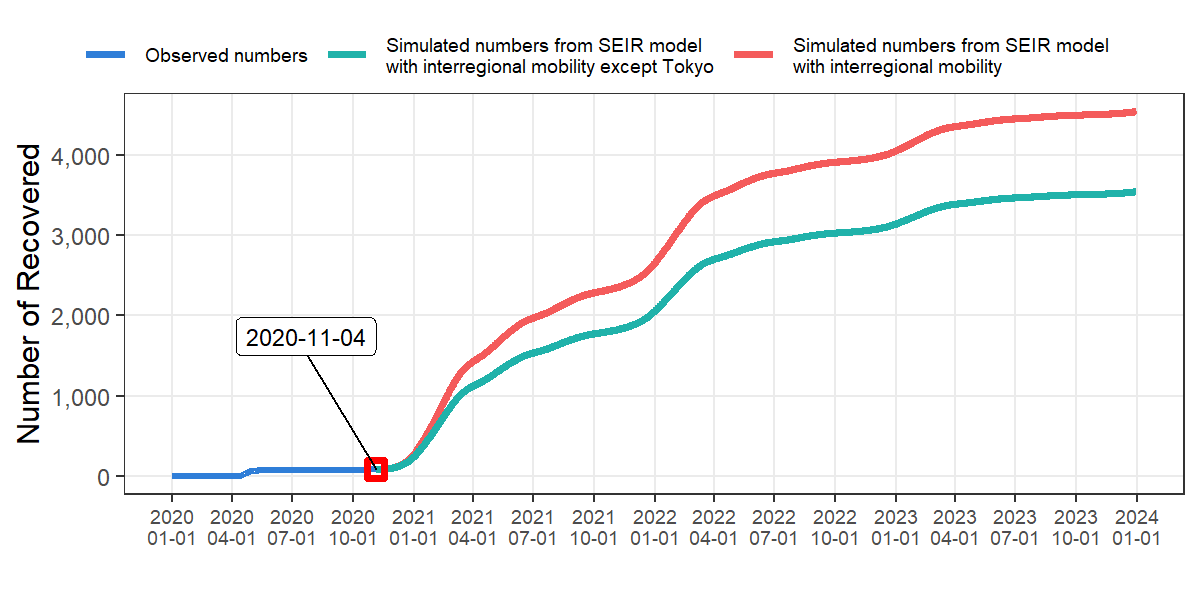 Observed numbers
Simulated numbers from SEIR model
with interregional mobility except Tokyo
Simulated numbers from SEIR model
with interregional mobility
Number of Recovered
4,000
3,000
2,000
1,000
0
2020-11-04
2020 2020 2020 2020 2021 2021 2021 2021 2022 2022 2022 2022 2023 2023 2023 2023 2024
01-01 04-01 07-01 10-01 01-01 04-01 07-01 10-01 01-01 04-01 07-01 10-01 01-01 04-01 07-01 10-01 01-01